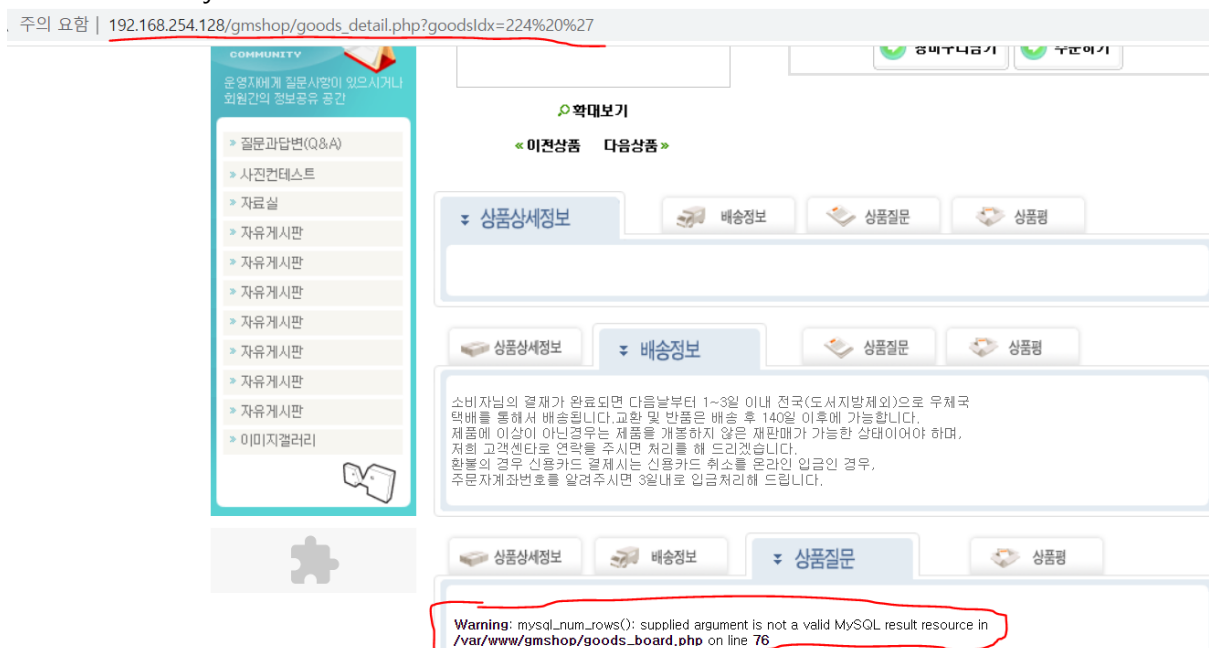 주의 요함 | 192.168.254.128/gmshop/goods_detail.php?goodsIdx=224%20%27
COMMUNITY
운영자에게 질문사항이 있으시거나
회원간의 정보공유 공간
» 질문과답변(Q&A)
» 사진컨테스트
» 자료실
» 자유게시판
» 자유게시판
» 자유게시판
» 자유게시판
» 자유게시판
» 자유게시판
» 자유게시판
» 이미지갤러리
장바구니담기 주문하기
확대보기
« 이전상품 다음상품 »
상품상세정보 배송정보 상품질문 상품평
상품상세정보 배송정보 상품질문 상품평
소비자님의 결재가 완료되면 다음날부터 1~3일 이내 전국(도서지방제외)으로 우체국
택배를 통해서 배송됩니다.교환 및 반품은 배송 후 140일 이후에 가능합니다.
제품에 이상이 아닌경우는 제품을 개봉하지 않은 재판매가 가능한 상태이어야 하며,
저희 고객센타로 연락을 주시면 처리를 해 드리겠습니다.
환불의 경우 신용카드 결제시는 신용카드 취소를 온라인 입금인 경우,
주문자계좌번호를 알려주시면 3일내로 입금처리해 드립니다.
상품상세정보 배송정보 상품질문 상품평
Warning: mysql_num_rows(): supplied argument is not a valid MySQL result resource in
/var/www/gmshop/goods_board.php on line 76